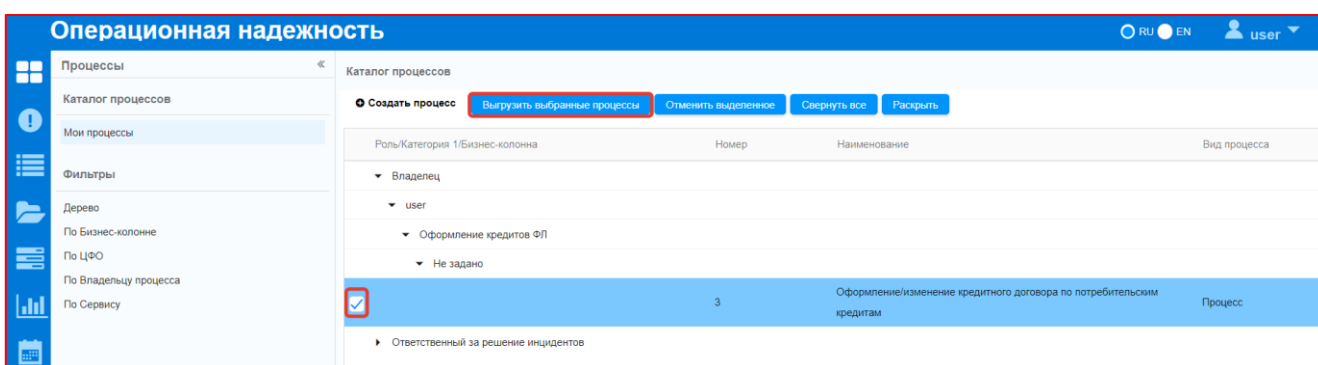 Операционная надежность
RU EN user
Процессы «
Каталог процессов
Каталог процессов
Создать процесс Выгрузить выбранные процессы Отменить выделенное Свернуть все Раскрыть
Мои процессы
Роль/Категория 1/Бизнес-колонна Номер Наименование Вид процесса
Фильтры
Владелец
Дерево
user
По Бизнес-колонне
Оформление кредитов ФЛ
По ЦФО
Не задано
По Владельцу процесса
По Сервису
3 Оформление/изменение кредитного договора по потребительским
кредитам
Процесс
Ответственный за решение инцидентов